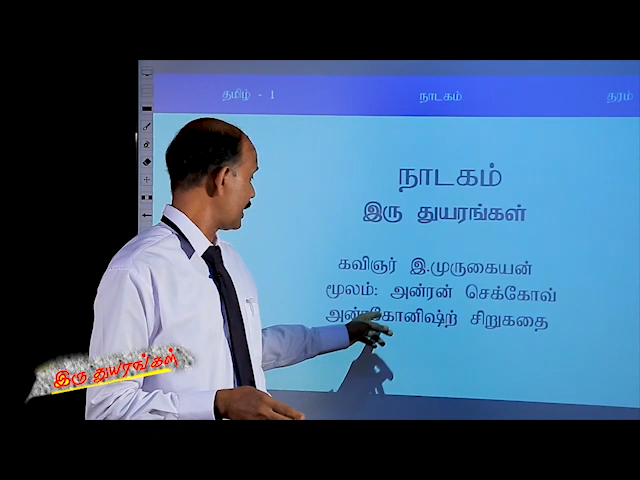 தமிழ் - 1 நாடகம் தரம்
நாடகம்
இரு துயரங்கள்
கவிஞர் இ.முருகையன்
மூலம்: அன்ரன் செக்கோவ்
சிறுகதை
இரு துயரங்கள்